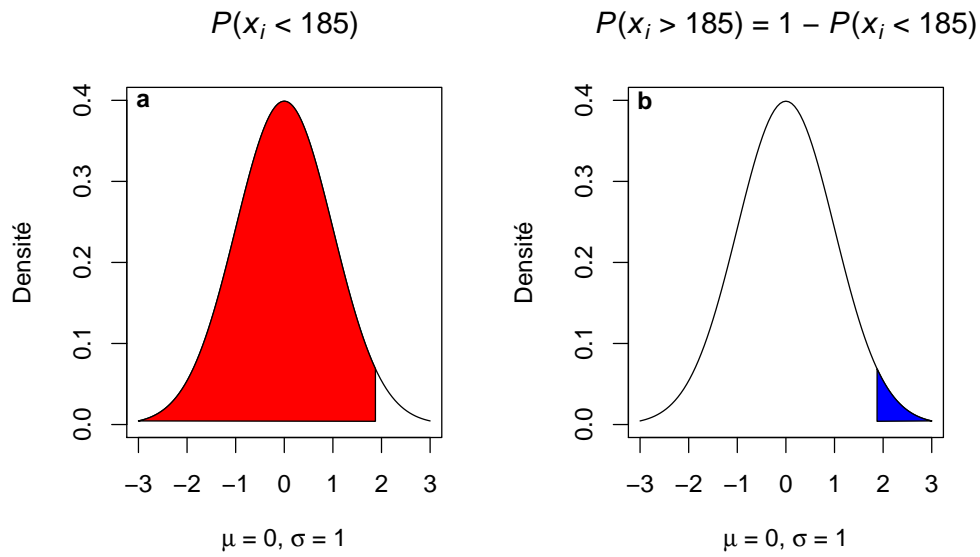 P(xᵢ < 185)
a
Densité
0.4
0.3
0.2
0.1
0.0
−3 −2 −1 0 1 2 3
μ = 0, σ = 1
P(xᵢ > 185) = 1 − P(xᵢ < 185)
b
Densité
0.4
0.3
0.2
0.1
0.0
−3 −2 −1 0 1 2 3
μ = 0, σ = 1